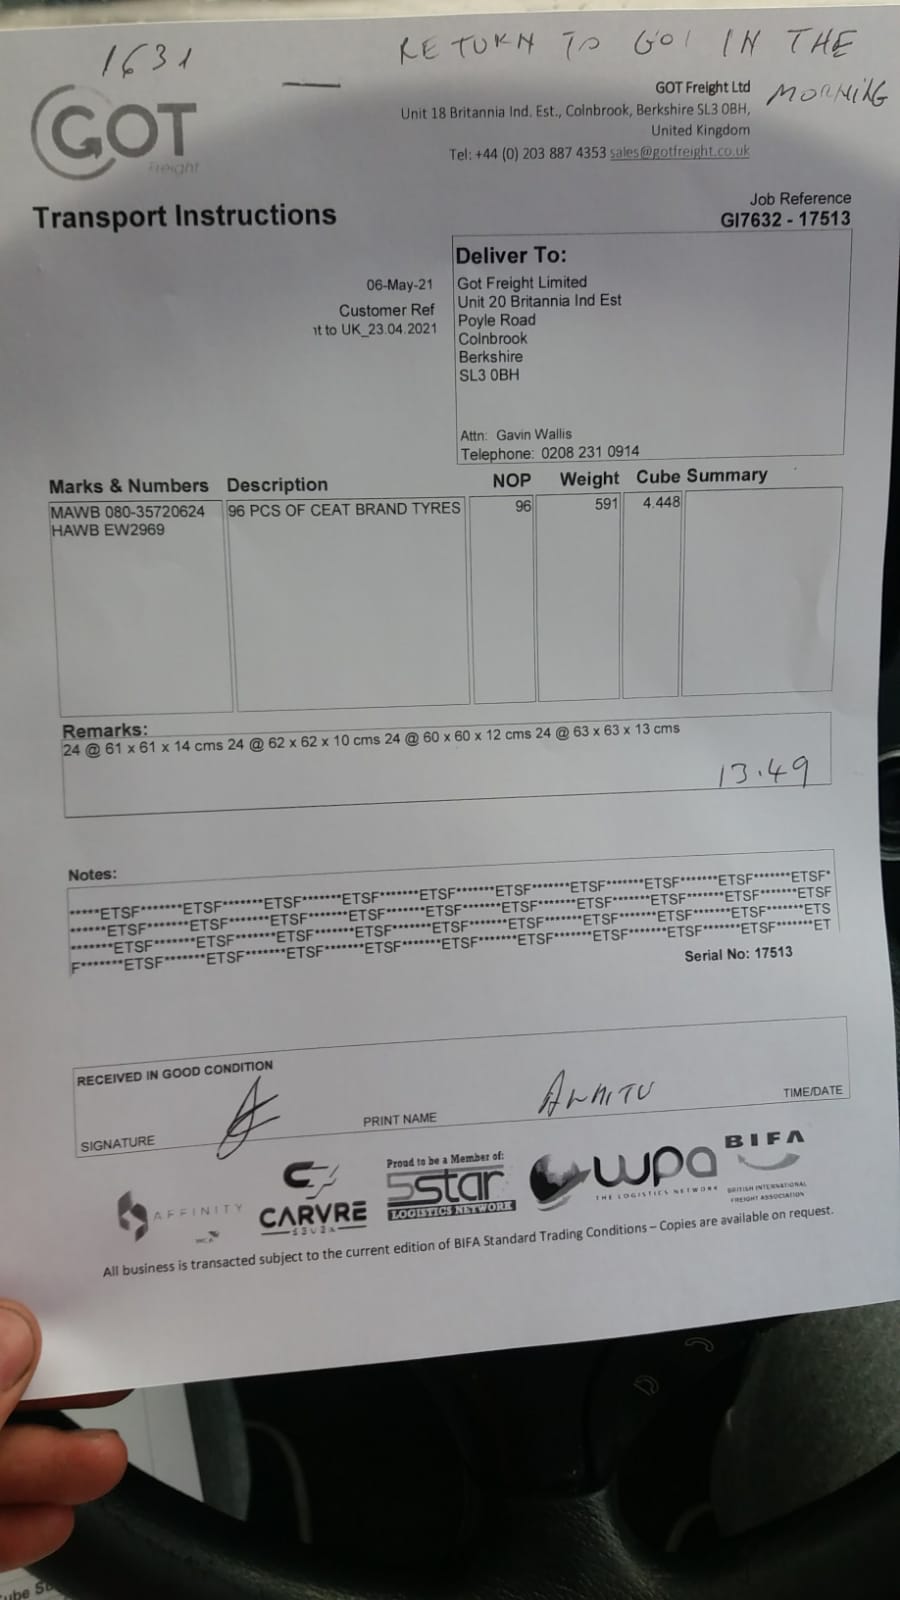 1631
RETURN TO GOT IN THE
MORNING
GOT
Freight
GOT Freight Ltd
Unit 18 Britannia Ind. Est., Colnbrook, Berkshire SL3 0BH,
United Kingdom
Tel: +44 (0) 203 887 4353 sales@gotfreight.co.uk
Transport Instructions
Job Reference
GI7632 - 17513
06-May-21
Customer Ref
nt to UK_23.04.2021
Deliver To:
Got Freight Limited
Unit 20 Britannia Ind Est
Poyle Road
Colnbrook
Berkshire
SL3 0BH
Attn: Gavin Wallis
Telephone: 0208 231 0914
Marks & Numbers Description NOP Weight Cube Summary
MAWB 080-35720624 96 PCS OF CEAT BRAND TYRES 96 591 4.448
HAWB EW2969
Remarks:
24 @ 61 x 61 x 14 cms 24 @ 62 x 62 x 10 cms 24 @ 60 x 60 x 12 cms 24 @ 63 x 63 x 13 cms
13.49
Notes:
*****ETSF*******ETSF*******ETSF*******ETSF*******ETSF*******ETSF*******ETSF*******ETSF*******ETSF*******ETSF*
******ETSF*******ETSF*******ETSF*******ETSF*******ETSF*******ETSF*******ETSF*******ETSF*******ETSF*******ETSF
*******ETSF*******ETSF*******ETSF*******ETSF*******ETSF*******ETSF*******ETSF*******ETSF*******ETSF*******ETS
F*******ETSF*******ETSF*******ETSF*******ETSF*******ETSF*******ETSF*******ETSF*******ETSF*******ETSF*******ET
Serial No: 17513
RECEIVED IN GOOD CONDITION
SIGNATURE PRINT NAME TIME/DATE
AFFINITY
CARVRE
Proud to be a Member of:
5star
LOGISTICS NETWORK
wpa
THE LOGISTICS NETWORK
BIFA
BRITISH INTERNATIONAL
FREIGHT ASSOCIATION
All business is transacted subject to the current edition of BIFA Standard Trading Conditions – Copies are available on request.